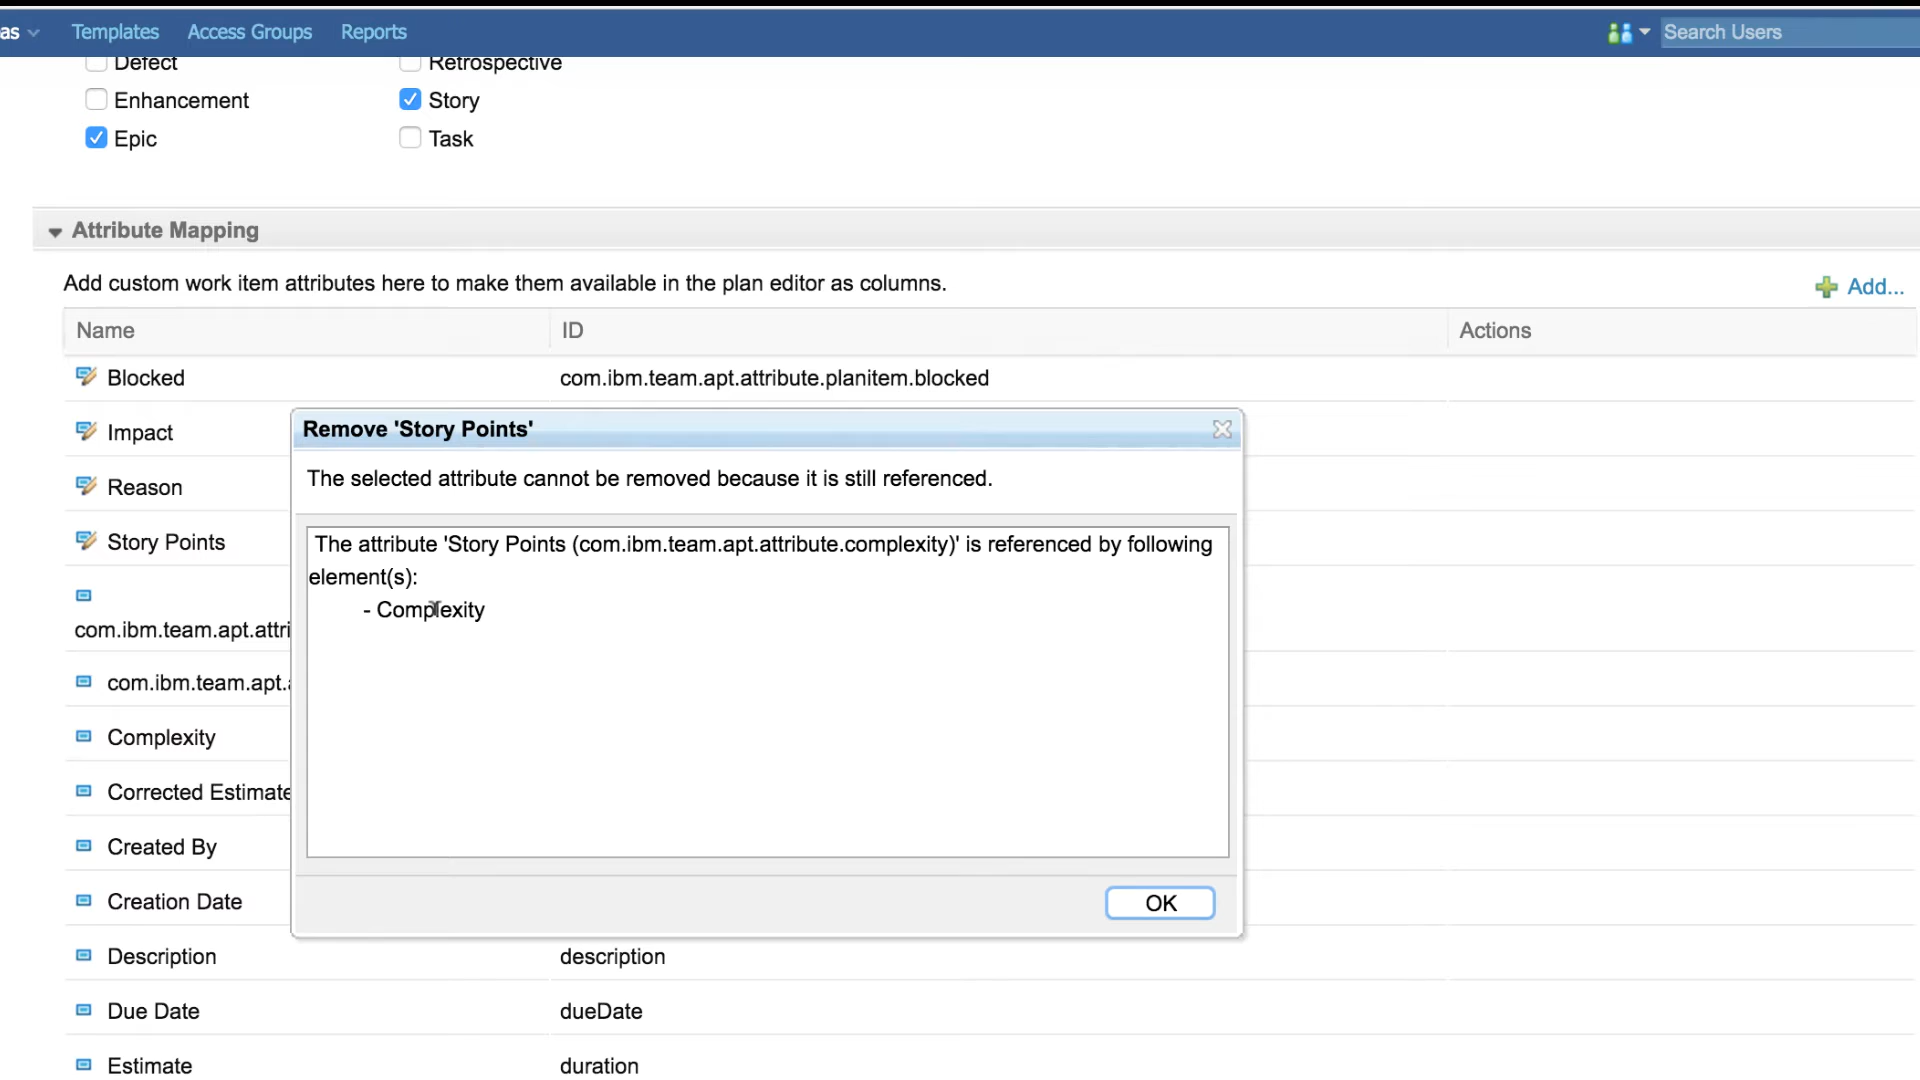 as Templates Access Groups Reports Search Users
Defect Retrospective
Enhancement Story
Epic Task
Attribute Mapping
Add custom work item attributes here to make them available in the plan editor as columns.
Add...
Name ID Actions
Blocked com.ibm.team.apt.attribute.planitem.blocked
Impact
Reason
Story Points
com.ibm.team.apt.attri
com.ibm.team.apt.a
Complexity
Corrected Estimate
Created By
Creation Date
Remove 'Story Points'
The selected attribute cannot be removed because it is still referenced.
The attribute 'Story Points (com.ibm.team.apt.attribute.complexity)' is referenced by following
element(s):
- Complexity
OK
Description description
Due Date dueDate
Estimate duration